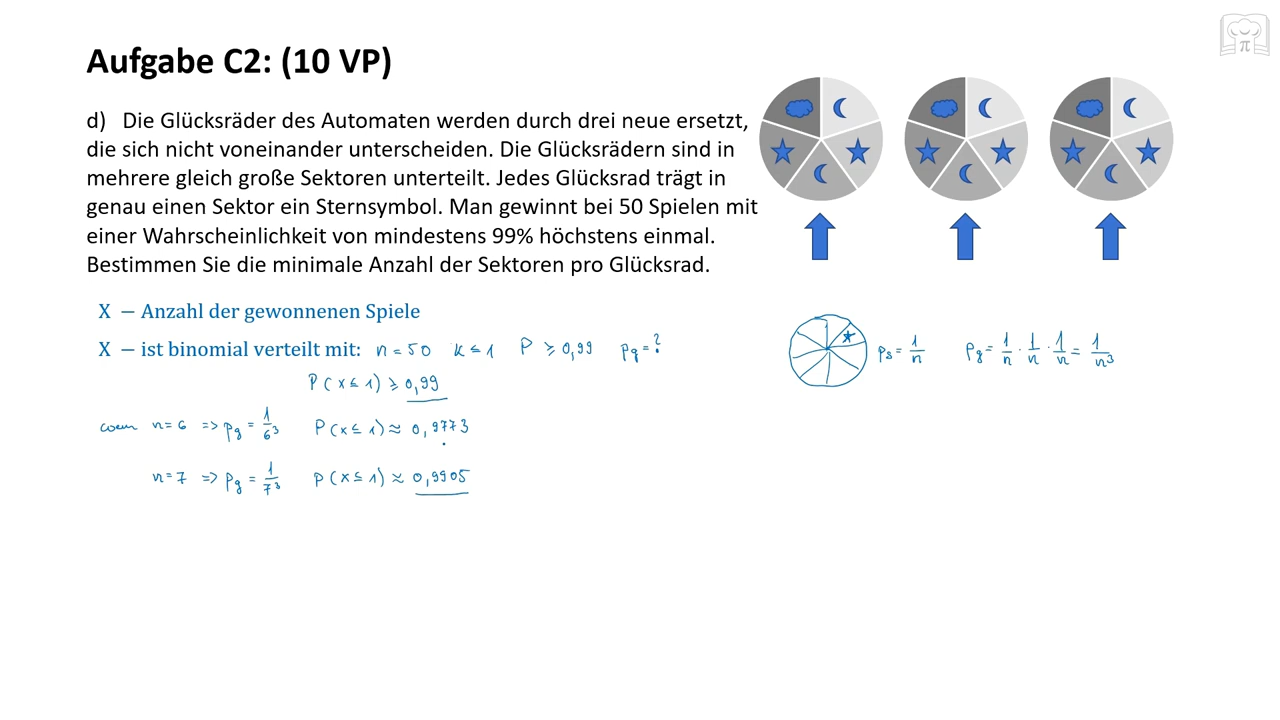 Aufgabe C2: (10 VP)
d) Die Glücksräder des Automaten werden durch drei neue ersetzt,
die sich nicht voneinander unterscheiden. Die Glücksrädern sind in
mehrere gleich große Sektoren unterteilt. Jedes Glücksrad trägt in
genau einen Sektor ein Sternsymbol. Man gewinnt bei 50 Spielen mit
einer Wahrscheinlichkeit von mindestens 99% höchstens einmal.
Bestimmen Sie die minimale Anzahl der Sektoren pro Glücksrad.
X – Anzahl der gewonnenen Spiele
X – ist binomial verteilt mit: n = 50 k ≤ 1 P ≥ 0,99 pg = ?
ps = 1/n pg = 1/n · 1/n · 1/n = 1/n³
P(x ≤ 1) ≥ 0,99
n = 6 => pg = 1/6³ P(x ≤ 1) ≈ 0,9773
n = 7 => pg = 1/7³ P(x ≤ 1) ≈ 0,9905
π